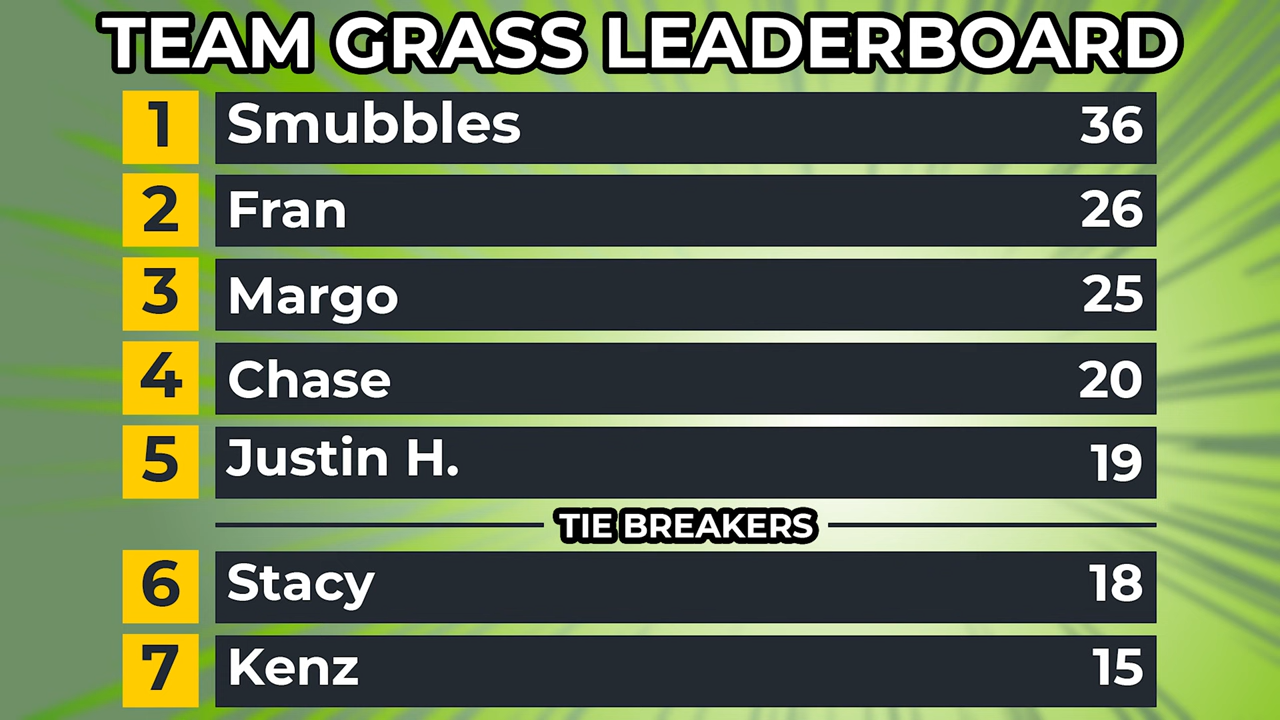 TEAM GRASS LEADERBOARD
1 Smubbles 36
2 Fran 26
3 Margo 25
4 Chase 20
5 Justin H. 19
TIE BREAKERS
6 Stacy 18
7 Kenz 15